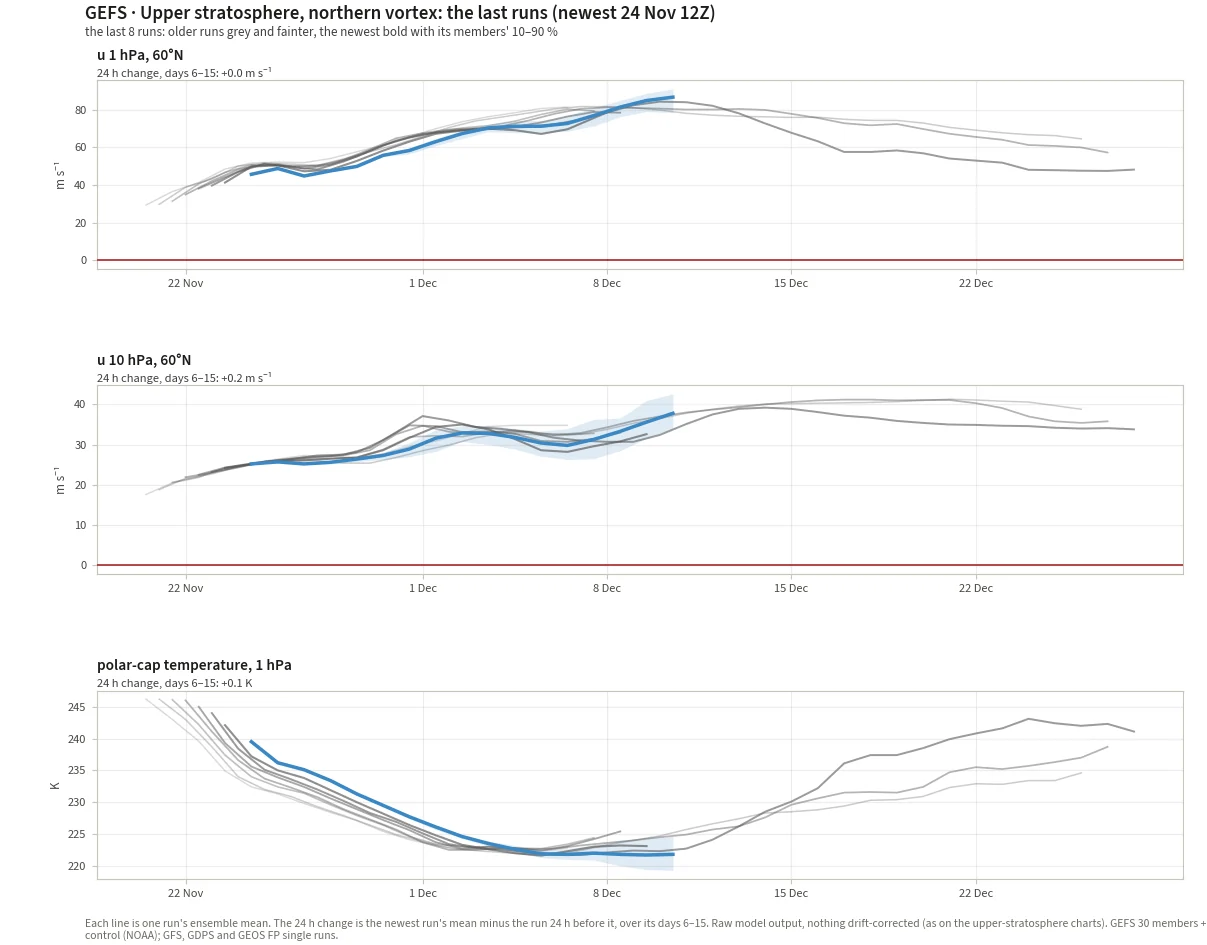 GEFS · Upper stratosphere, northern vortex: the last runs (newest 24 Nov 12Z)
the last 8 runs: older runs grey and fainter, the newest bold with its members' 10–90 %
u 1 hPa, 60°N
24 h change, days 6–15: +0.0 m s⁻¹
80
60
40
20
0
m s⁻¹
22 Nov
1 Dec
8 Dec
15 Dec
22 Dec
u 10 hPa, 60°N
24 h change, days 6–15: +0.2 m s⁻¹
40
30
20
10
0
m s⁻¹
22 Nov
1 Dec
8 Dec
15 Dec
22 Dec
polar-cap temperature, 1 hPa
24 h change, days 6–15: +0.1 K
245
240
235
230
225
220
K
22 Nov
1 Dec
8 Dec
15 Dec
22 Dec
Each line is one run's ensemble mean. The 24 h change is the newest run's mean minus the run 24 h before it, over its days 6–15. Raw model output, nothing drift-corrected (as on the upper-stratosphere charts). GEFS 30 members +
control (NOAA); GFS, GDPS and GEOS FP single runs.